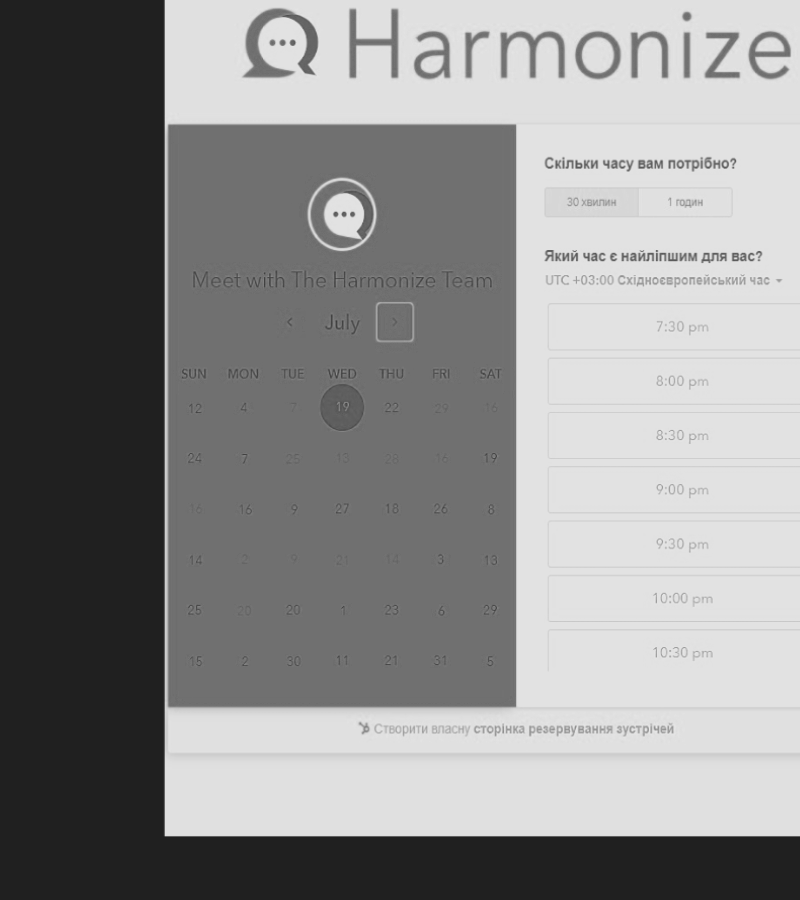 Harmonize
Meet with The Harmonize Team
July
SUN MON TUE WED THU FRI SAT
12 4 7 19 22 29 16
24 7 25 13 28 16 19
16 16 9 27 18 26 8
14 2 9 21 14 3 13
25 20 20 1 23 6 29
15 2 30 11 21 31 5
Скільки часу вам потрібно?
30 хвилин 1 годин
Який час є найліпшим для вас?
UTC +03:00 Східноєвропейський час
7:30 pm
8:00 pm
8:30 pm
9:00 pm
9:30 pm
10:00 pm
10:30 pm
Створити власну сторінка резервування зустрічей